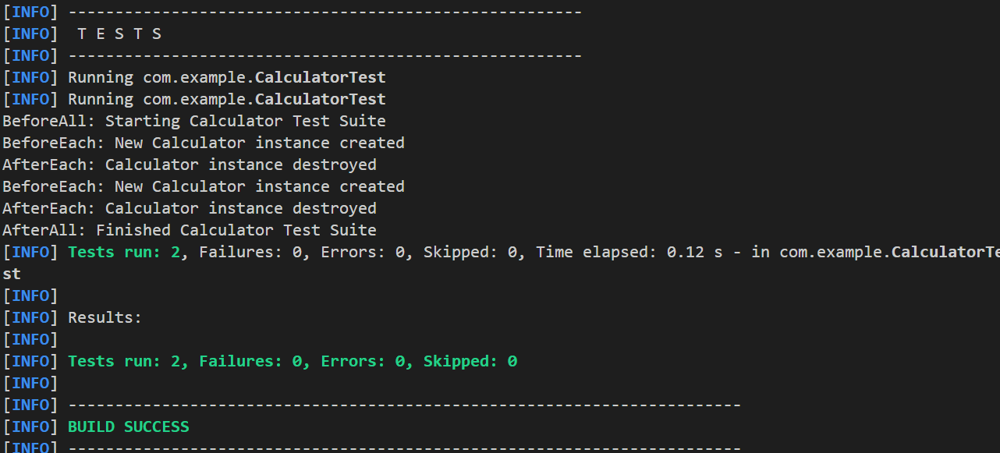 [INFO] -------------------------------------------------------
[INFO]  T E S T S
[INFO] -------------------------------------------------------
[INFO] Running com.example.CalculatorTest
[INFO] Running com.example.CalculatorTest
BeforeAll: Starting Calculator Test Suite
BeforeEach: New Calculator instance created
AfterEach: Calculator instance destroyed
BeforeEach: New Calculator instance created
AfterEach: Calculator instance destroyed
AfterAll: Finished Calculator Test Suite
[INFO] Tests run: 2, Failures: 0, Errors: 0, Skipped: 0, Time elapsed: 0.12 s - in com.example.CalculatorTe
st
[INFO]
[INFO] Results:
[INFO]
[INFO] Tests run: 2, Failures: 0, Errors: 0, Skipped: 0
[INFO]
[INFO] ------------------------------------------------------------------------
[INFO] BUILD SUCCESS
[INFO] ------------------------------------------------------------------------